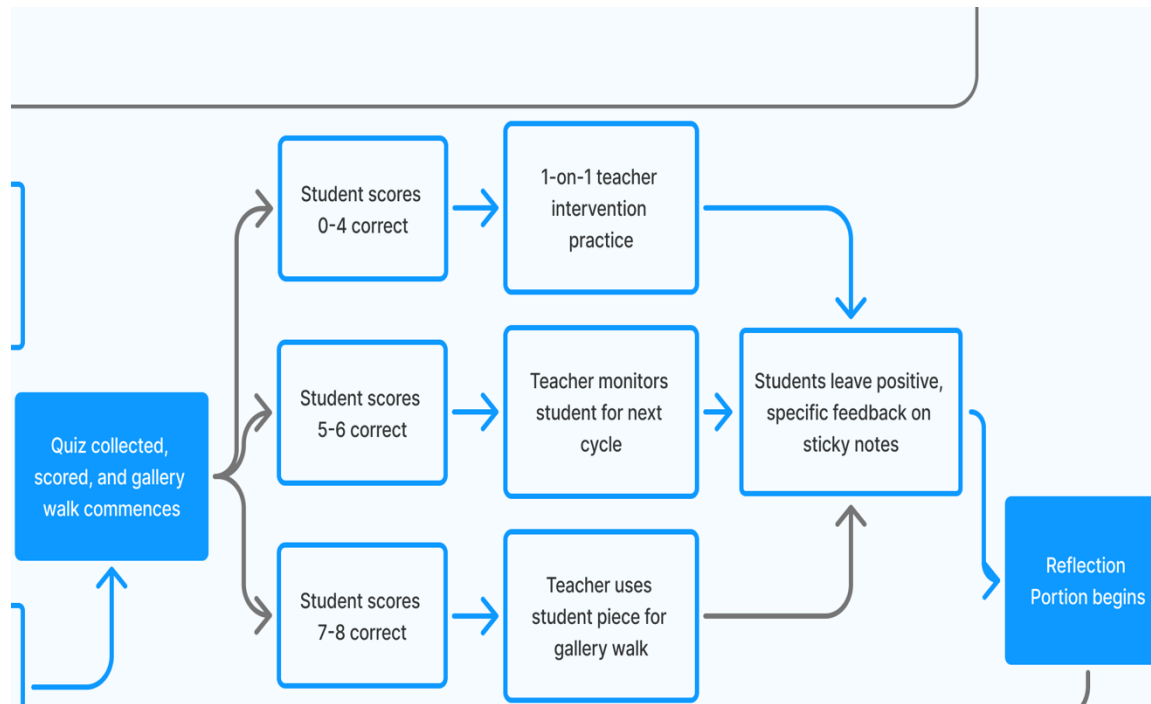 Student scores
0-4 correct
1-on-1 teacher
intervention
practice
Quiz collected,
scored, and gallery
walk commences
Student scores
5-6 correct
Teacher monitors
student for next
cycle
Students leave positive,
specific feedback on
sticky notes
Student scores
7-8 correct
Teacher uses
student piece for
gallery walk
Reflection
Portion begins